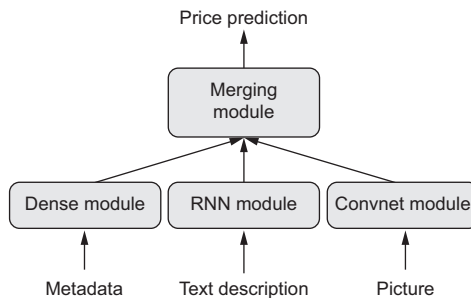 Price prediction
Merging
module
Dense module
RNN module
Convnet module
Metadata
Text description
Picture